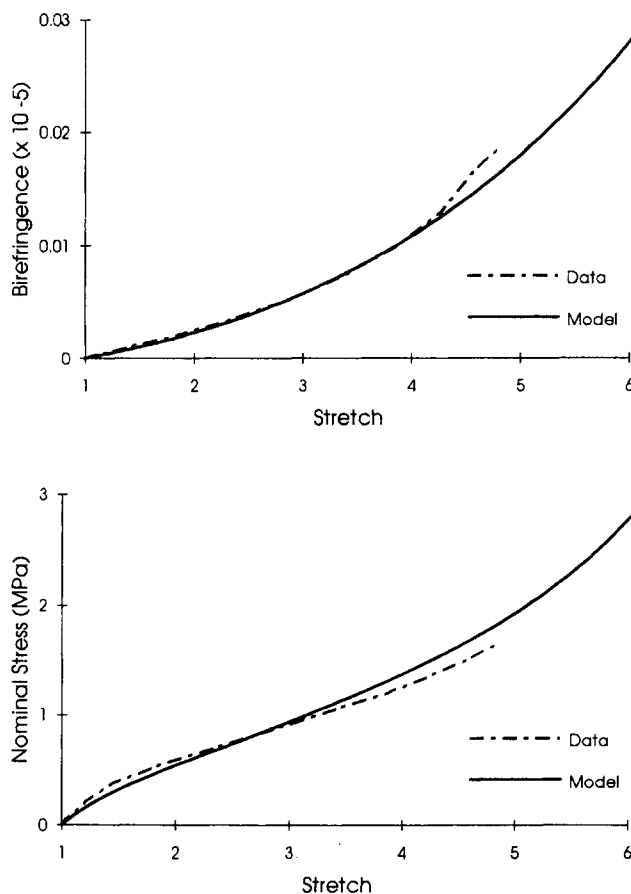 0.03
0.02
0.01
0
Birefringence (x 10 -5)
Data
Model
1 2 3 4 5 6
Stretch
3
2
1
0
Nominal Stress (MPa)
Data
Model
1 2 3 4 5 6
Stretch